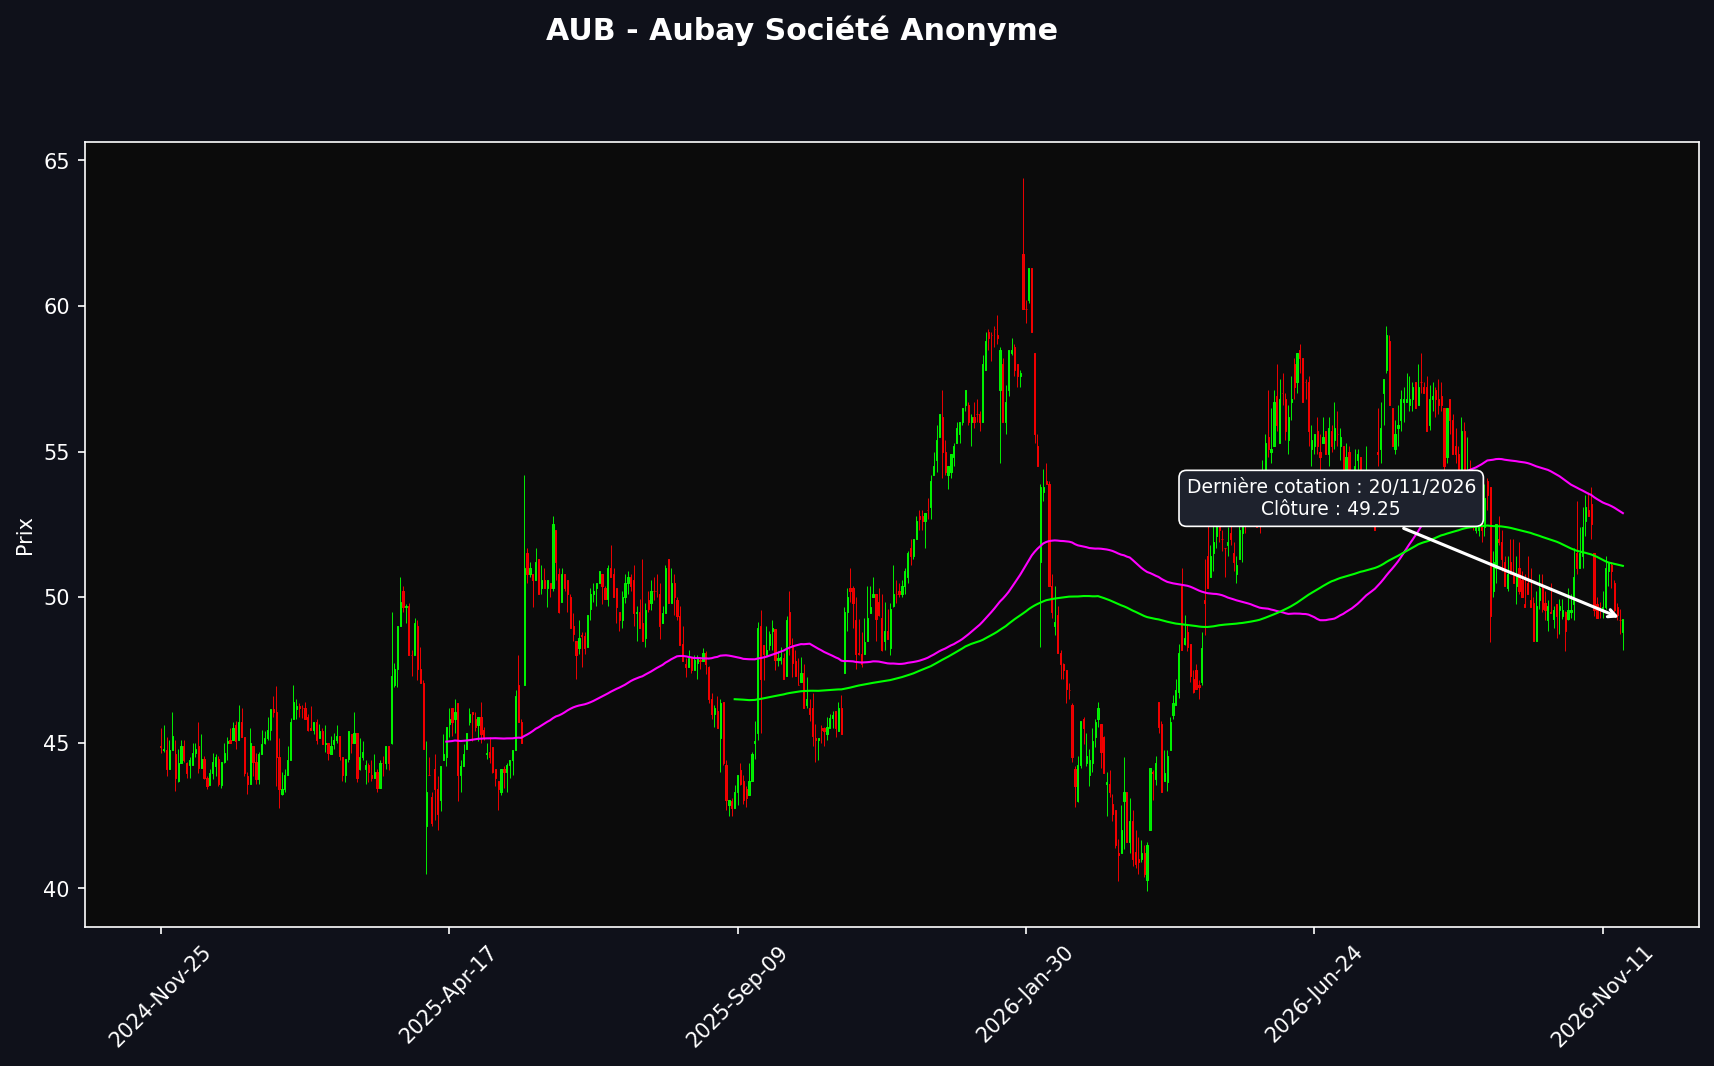 AUB - Aubay Société Anonyme
65
60
55
50
45
40
Prix
Dernière cotation : 20/11/2026
Clôture : 49.25
2024-Nov-25
2025-Apr-17
2025-Sep-09
2026-Jan-30
2026-Jun-24
2026-Nov-11